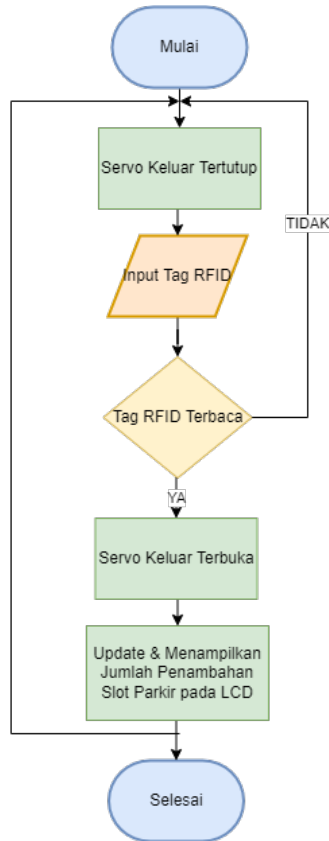 Mulai
Servo Keluar Tertutup
TIDAK
Input Tag RFID
Tag RFID Terbaca
YA
Servo Keluar Terbuka
Update & Menampilkan
Jumlah Penambahan
Slot Parkir pada LCD
Selesai